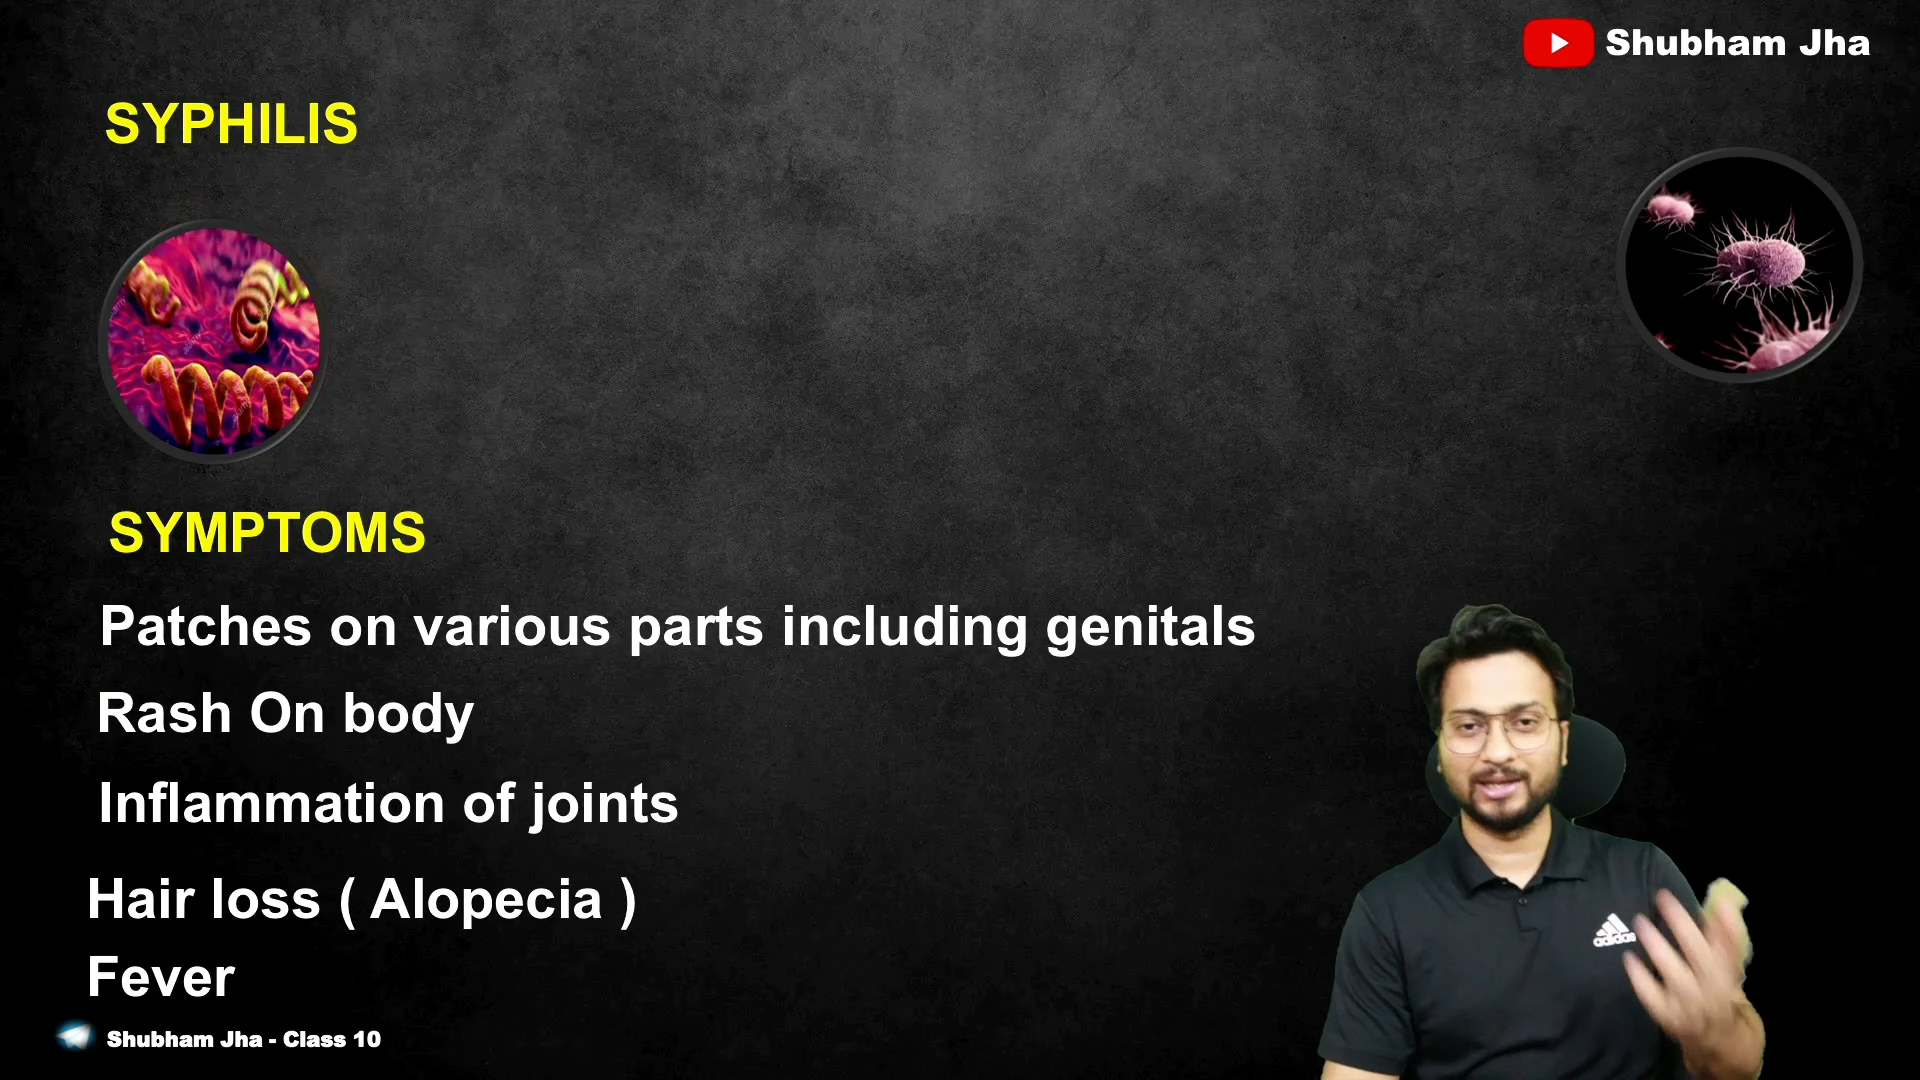 Shubham Jha
SYPHILIS
SYMPTOMS
Patches on various parts including genitals
Rash On body
Inflammation of joints
Hair loss ( Alopecia )
Fever
adidas
Shubham Jha - Class 10